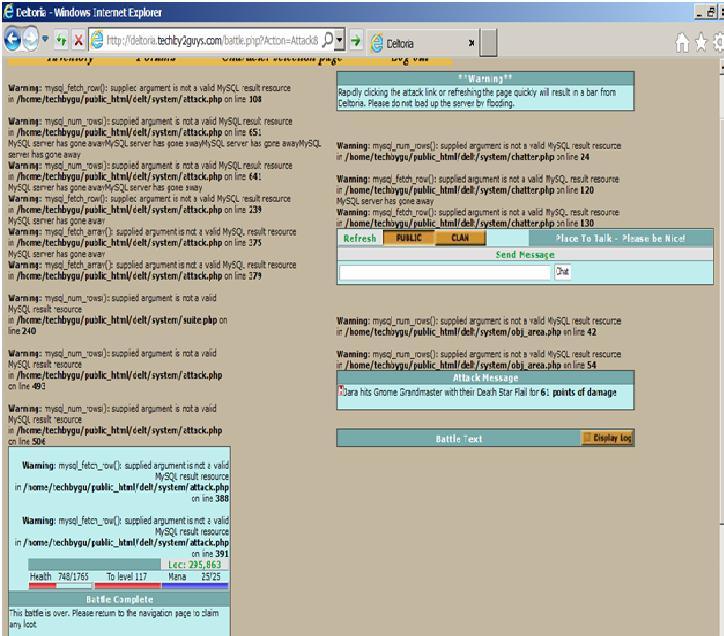 Deltoria - Windows Internet Explorer
http://deltoria.techby2guys.com/battle.php?Action=AttackB
Deltoria
Inventory Forums Character selection page Log out
Warning: mysql_fetch_row(): supplied argument is not a valid MySQL result resource
in /home/techbygu/public_html/delt/system/attack.php on line 108
Warning: mysql_num_rows(): supplied argument is not a valid MySQL result resource
in /home/techbygu/public_html/delt/system/attack.php on line 651
MySQL server has gone awayMySQL server has gone awayMySQL server has gone awayMySQL
server has gone away
Warning: mysql_num_rows(): supplied argument is not a valid MySQL result resource
in /home/techbygu/public_html/delt/system/attack.php on line 641
MySQL server has gone awayMySQL server has gone away
Warning: mysql_fetch_row(): supplied argument is not a valid MySQL result resource
in /home/techbygu/public_html/delt/system/attack.php on line 239
MySQL server has gone away
Warning: mysql_fetch_array(): supplied argument is not a valid MySQL result resource
in /home/techbygu/public_html/delt/system/attack.php on line 375
MySQL server has gone away
Warning: mysql_fetch_array(): supplied argument is not a valid MySQL result resource
in /home/techbygu/public_html/delt/system/attack.php on line 379
Warning: mysql_num_rows(): supplied argument is not a valid
MySQL result resource
in /home/techbygu/public_html/delt/system/suite.php on
line 240
Warning: mysql_num_rows(): supplied argument is not a valid
MySQL result resource
in /home/techbygu/public_html/delt/system/attack.php
on line 493
Warning: mysql_num_rows(): supplied argument is not a valid
MySQL result resource
in /home/techbygu/public_html/delt/system/attack.php
on line 506
Warning: mysql_fetch_row(): supplied argument is not a valid
MySQL result resource
in /home/techbygu/public_html/delt/system/attack.php
on line 388
Warning: mysql_fetch_row(): supplied argument is not a valid
MySQL result resource
in /home/techbygu/public_html/delt/system/attack.php
on line 391
Loc: 295,863
Health 748/1765 To level 117 Mana 25/25
Battle Complete
This battle is over. Please return to the navigation page to claim
any loot
**Warning**
Rapidly clicking the attack link or refreshing the page quickly will result in a ban from
Deltoria. Please do not load up the server by flooding.
Warning: mysql_num_rows(): supplied argument is not a valid MySQL result resource
in /home/techbygu/public_html/delt/system/chatter.php on line 24
Warning: mysql_fetch_row(): supplied argument is not a valid MySQL result resource
in /home/techbygu/public_html/delt/system/chatter.php on line 120
MySQL server has gone away
Warning: mysql_fetch_row(): supplied argument is not a valid MySQL result resource
in /home/techbygu/public_html/delt/system/chatter.php on line 130
Refresh PUBLIC CLAN Place To Talk - Please be Nice!
Send Message
Chat
Warning: mysql_num_rows(): supplied argument is not a valid MySQL result resource
in /home/techbygu/public_html/delt/system/obj_area.php on line 42
Warning: mysql_num_rows(): supplied argument is not a valid MySQL result resource
in /home/techbygu/public_html/delt/system/obj_area.php on line 54
Attack Message
Dara hits Gnome Grandmaster with their Death Star Flail for 61 points of damage
Battle Text Display Log